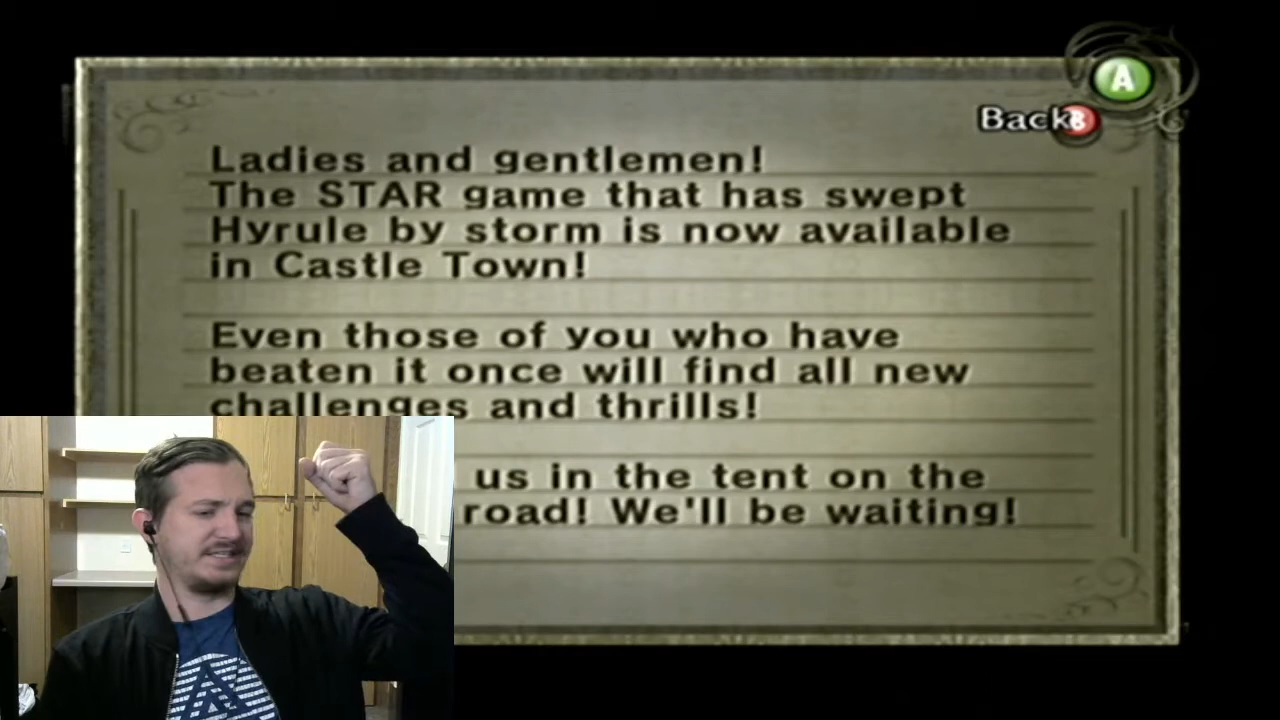 A
Back B
Ladies and gentlemen!
The STAR game that has swept
Hyrule by storm is now available
in Castle Town!
Even those of you who have
beaten it once will find all new
challenges and thrills!
us in the tent on the
road! We'll be waiting!